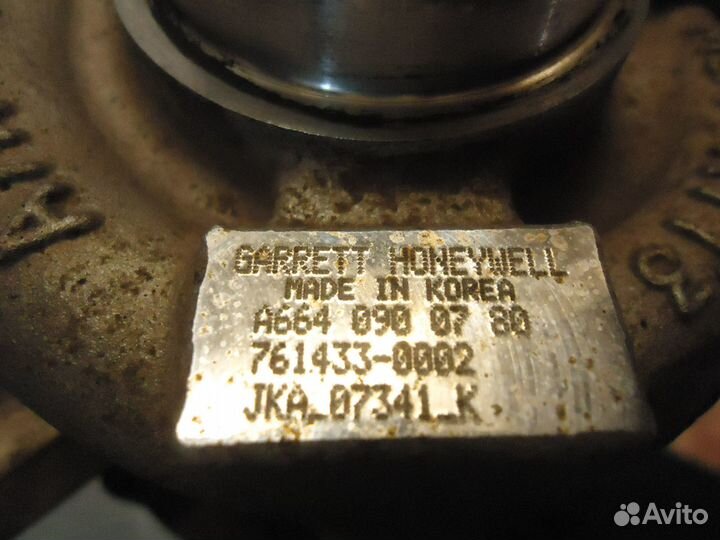 GARRETT HONEYWELL
MADE IN KOREA
A664 090 07 80
761433-0002
JKA_07341_K
Avito